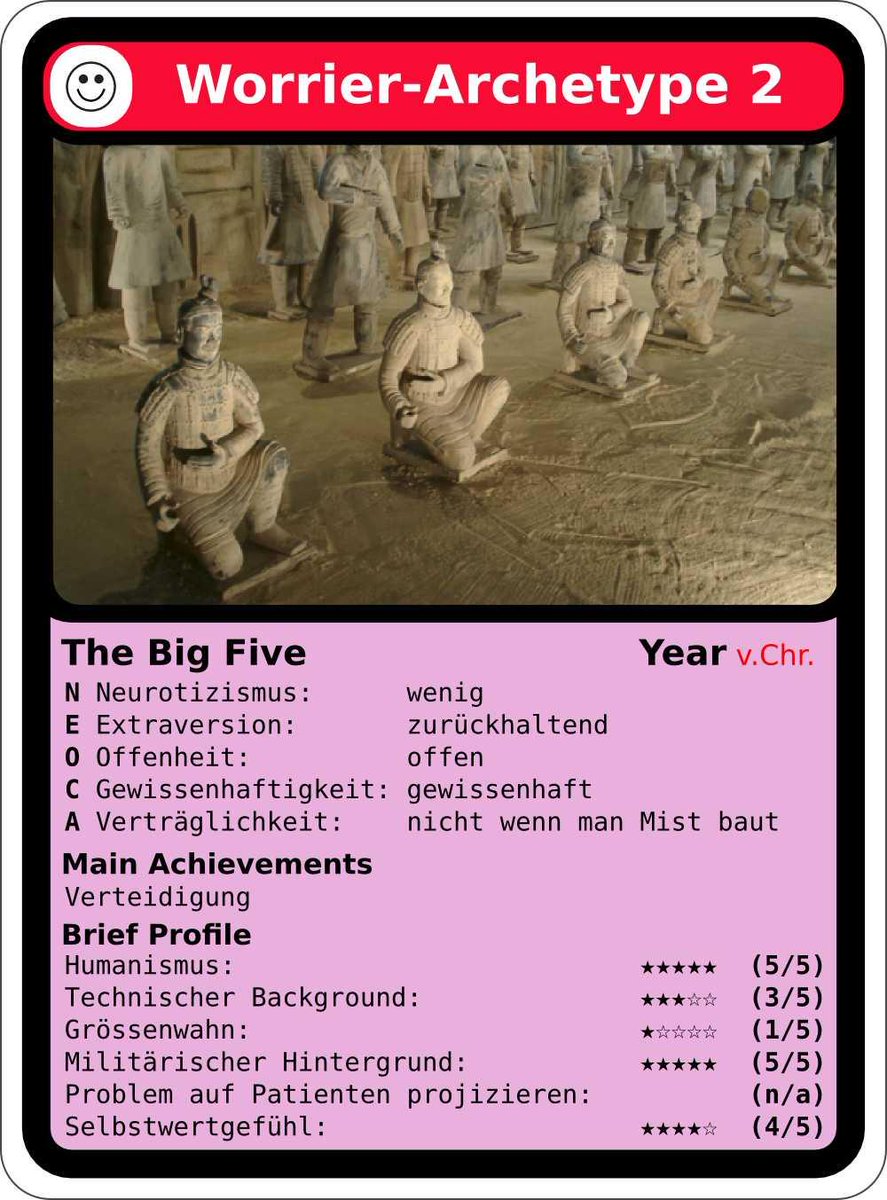 Worrier-Archetype 2
The Big Five Year v.Chr.
N Neurotizismus: wenig
E Extraversion: zurückhaltend
O Offenheit: offen
C Gewissenhaftigkeit: gewissenhaft
A Verträglichkeit: nicht wenn man Mist baut
Main Achievements
Verteidigung
Brief Profile
Humanismus: ★★★★★ (5/5)
Technischer Background: ★★★☆☆ (3/5)
Grössenwahn: ★☆☆☆☆ (1/5)
Militärischer Hintergrund: ★★★★★ (5/5)
Problem auf Patienten projizieren: (n/a)
Selbstwertgefühl: ★★★★☆ (4/5)